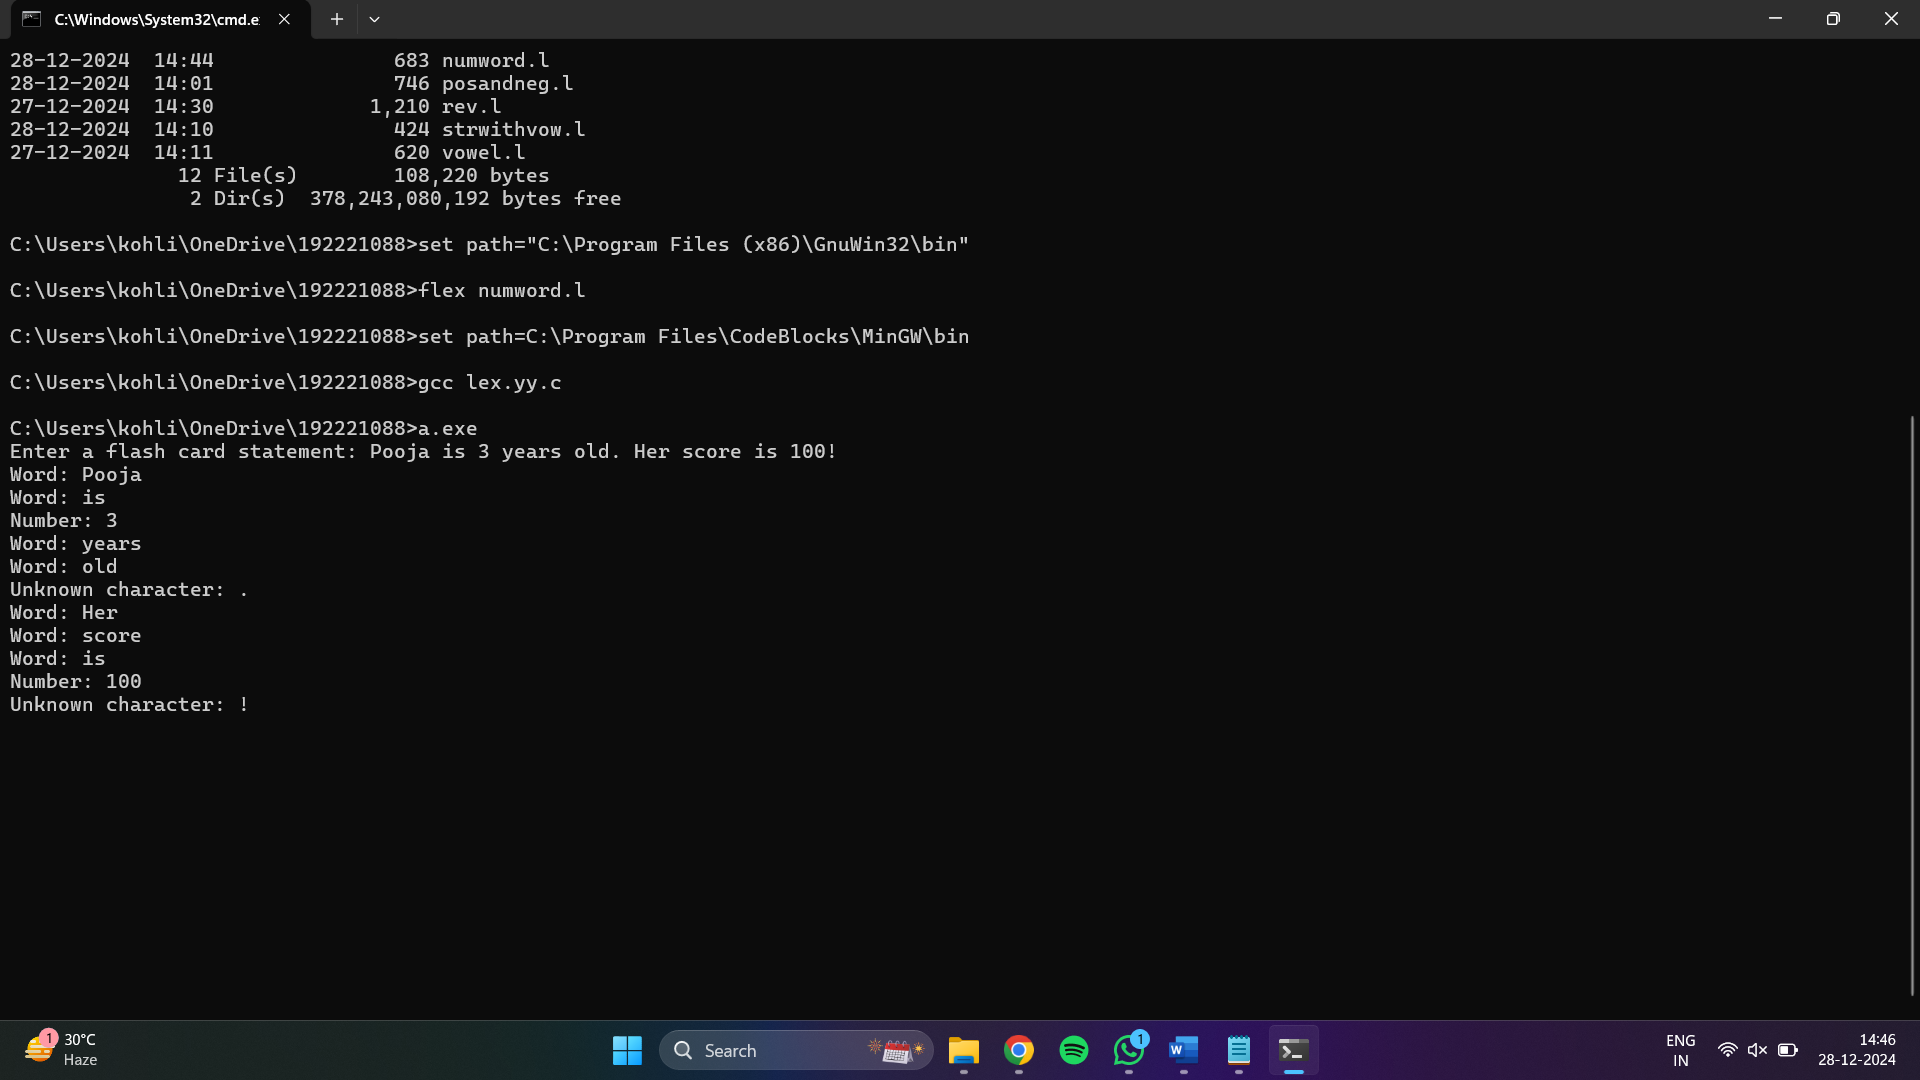 C:\Windows\System32\cmd.e
28-12-2024  14:44               683 numword.l
28-12-2024  14:01               746 posandneg.l
27-12-2024  14:30             1,210 rev.l
28-12-2024  14:10               424 strwithvow.l
27-12-2024  14:11               620 vowel.l
              12 File(s)        108,220 bytes
               2 Dir(s)  378,243,080,192 bytes free
C:\Users\kohli\OneDrive\192221088>set path="C:\Program Files (x86)\GnuWin32\bin"
C:\Users\kohli\OneDrive\192221088>flex numword.l
C:\Users\kohli\OneDrive\192221088>set path=C:\Program Files\CodeBlocks\MinGW\bin
C:\Users\kohli\OneDrive\192221088>gcc lex.yy.c
C:\Users\kohli\OneDrive\192221088>a.exe
Enter a flash card statement: Pooja is 3 years old. Her score is 100!
Word: Pooja
Word: is
Number: 3
Word: years
Word: old
Unknown character: .
Word: Her
Word: score
Word: is
Number: 100
Unknown character: !
1
30°C
Haze
Search
1
W
ENG
IN
14:46
28-12-2024